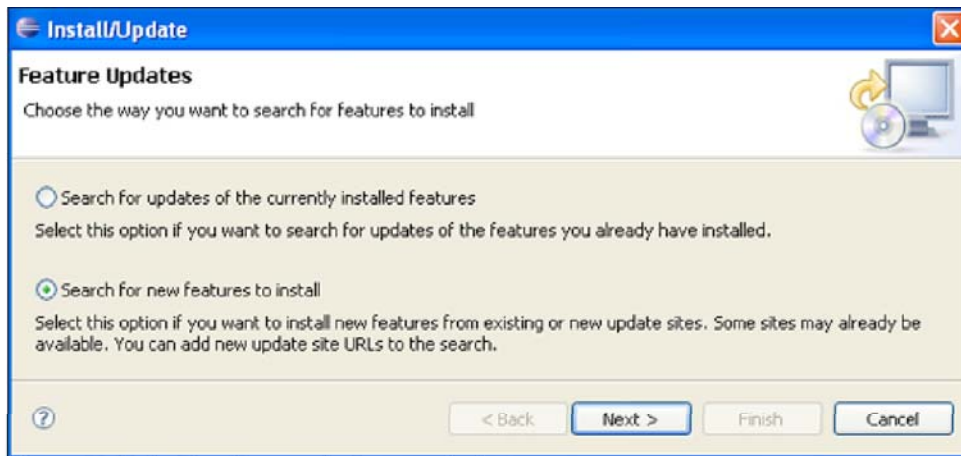 Install/Update
Feature Updates
Choose the way you want to search for features to install
Search for updates of the currently installed features
Select this option if you want to search for updates of the features you already have installed.
Search for new features to install
Select this option if you want to install new features from existing or new update sites. Some sites may already be
available. You can add new update site URLs to the search.
?
< Back
Next >
Finish
Cancel